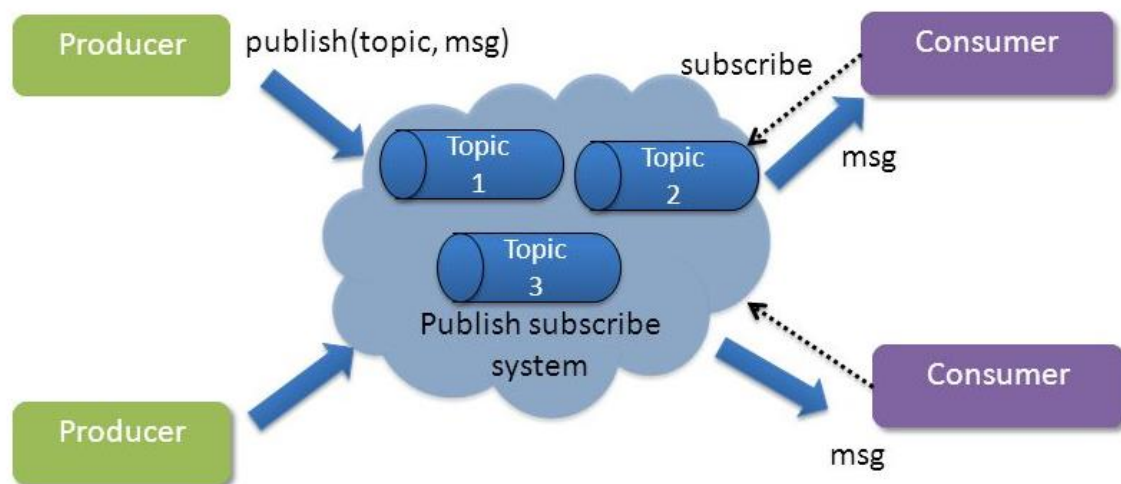 Producer
publish(topic, msg)
Consumer
subscribe
msg
Topic
1
Topic
2
Topic
3
Publish subscribe
system
Producer
Consumer
msg